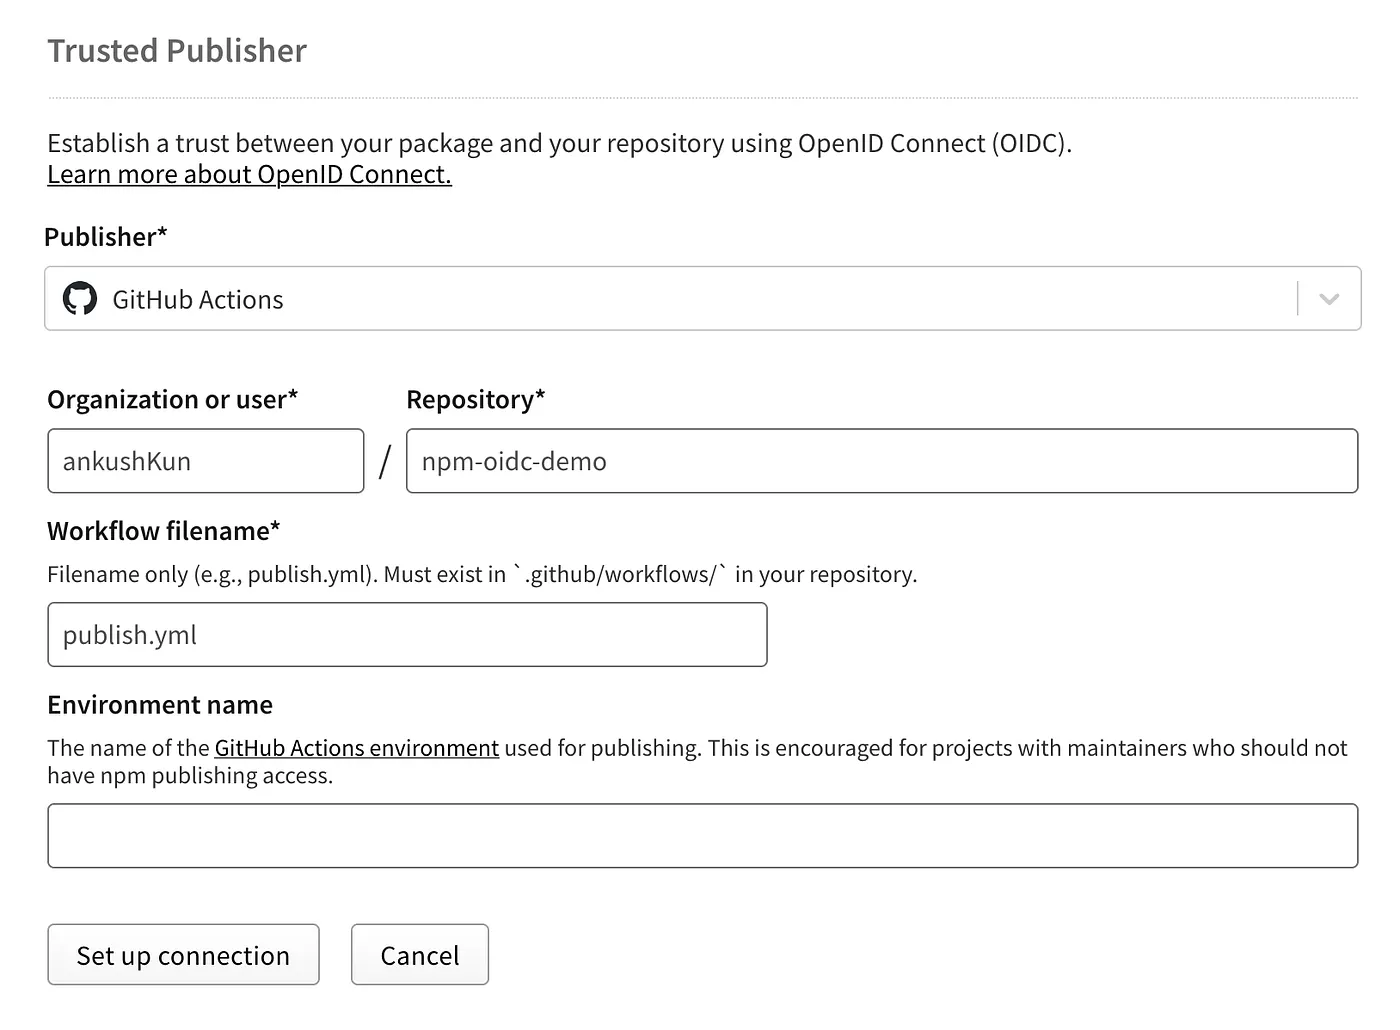 Trusted Publisher
Establish a trust between your package and your repository using OpenID Connect (OIDC).
Learn more about OpenID Connect.
Publisher*
GitHub Actions
Organization or user*
Repository*
ankushKun / npm-oidc-demo
Workflow filename*
Filename only (e.g., publish.yml). Must exist in `.github/workflows/` in your repository.
publish.yml
Environment name
The name of the GitHub Actions environment used for publishing. This is encouraged for projects with maintainers who should not
have npm publishing access.
Set up connection
Cancel